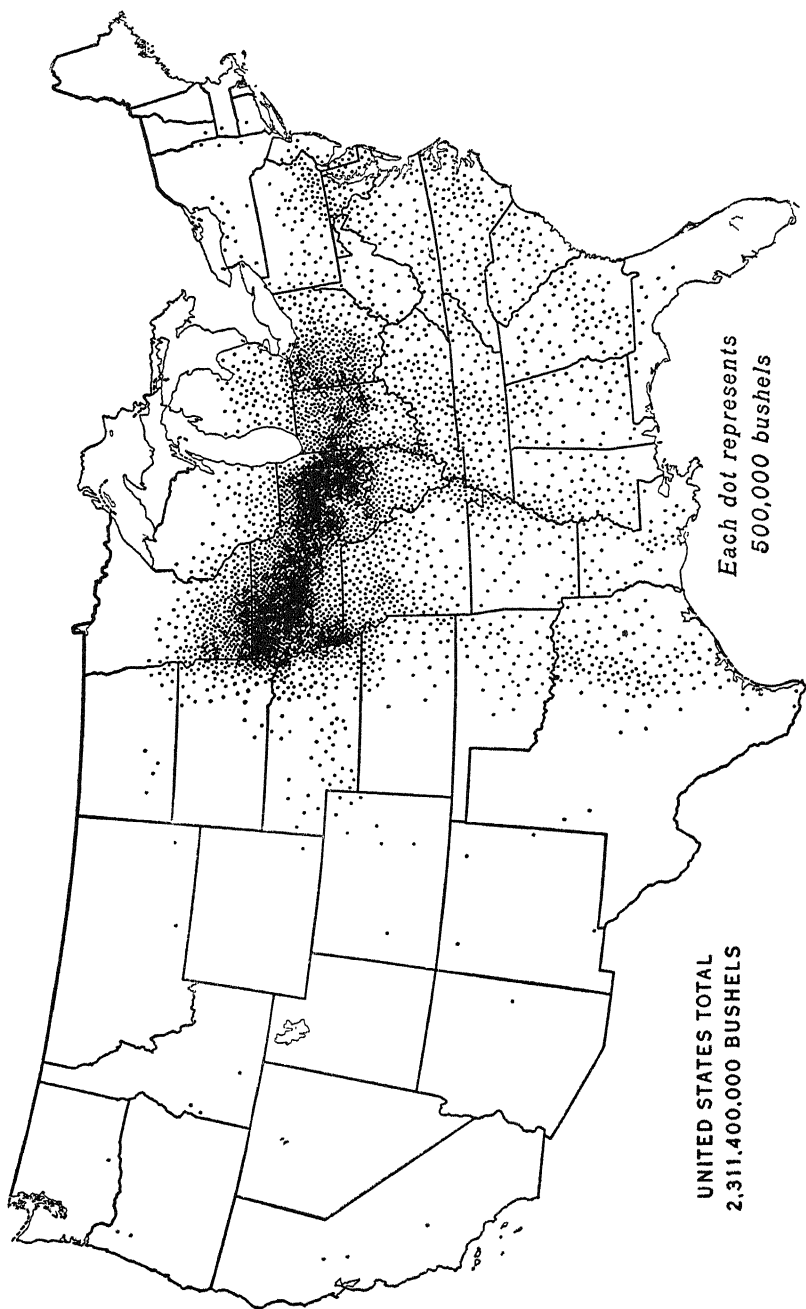 UNITED STATES TOTAL
2,311,400,000 BUSHELS
Each dot represents
500,000 bushels